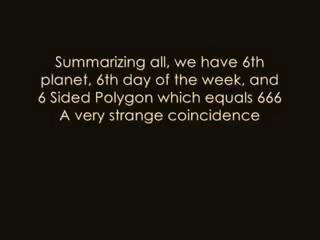 Summarizing all, we have 6th
planet, 6th day of the week, and
6 Sided Polygon which equals 666
A very strange coincidence